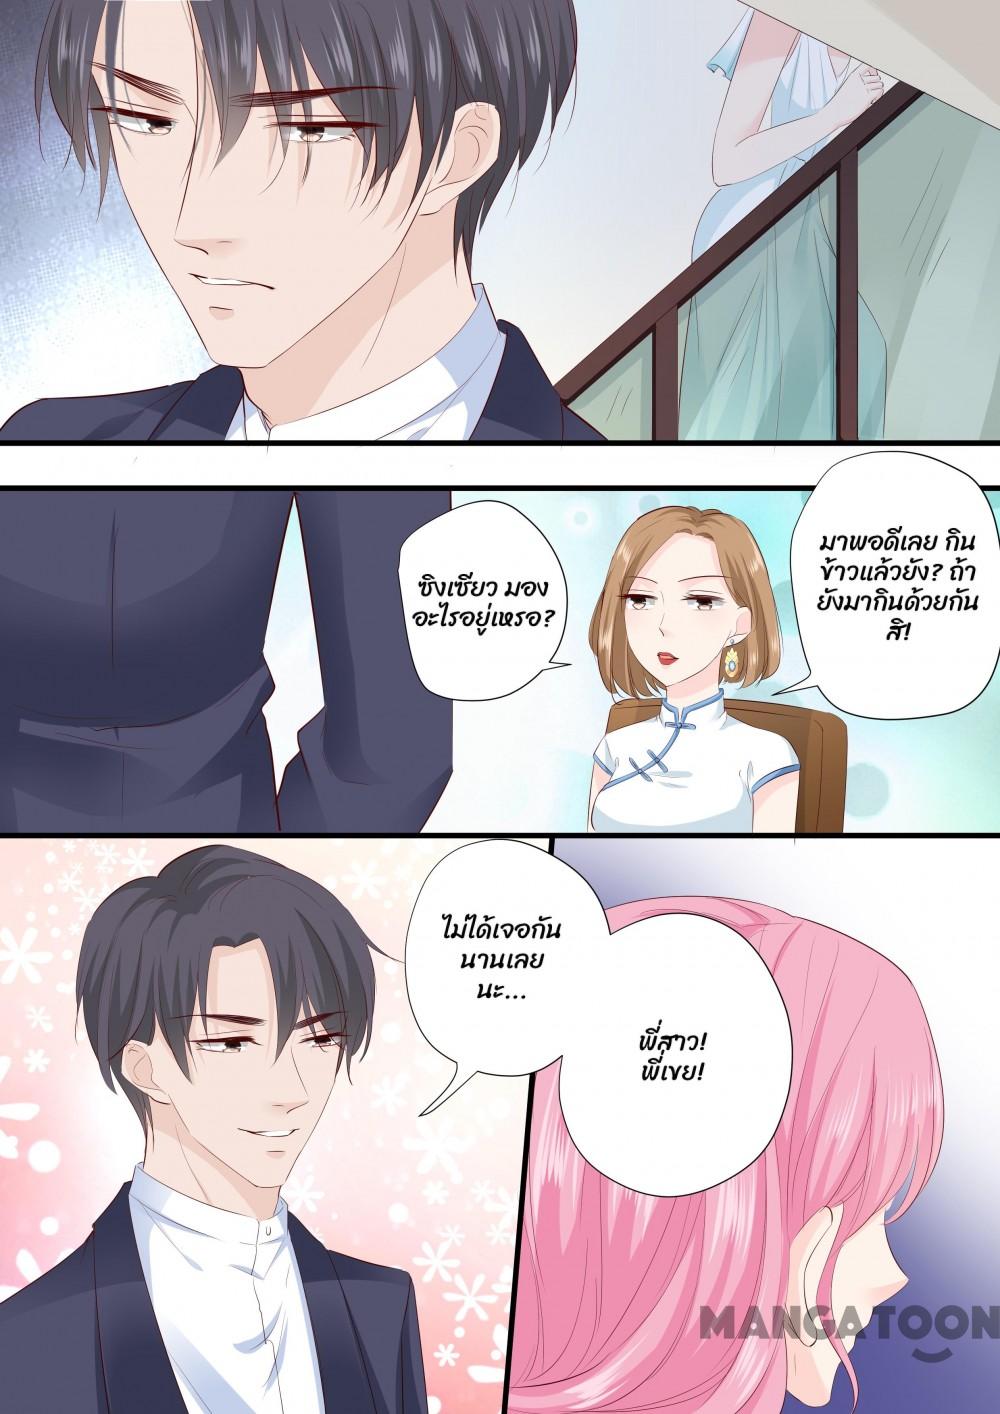 ซิงเซียว มอง
อะไรอยู่เหรอ?
มาพอดีเลย กิน
ข้าวแล้วยัง? ถ้า
ยังมากินด้วยกัน
สิ!
ไม่ได้เจอกัน
นานเลย
นะ...
พี่สาว!
พี่เขย!
MANGATOON